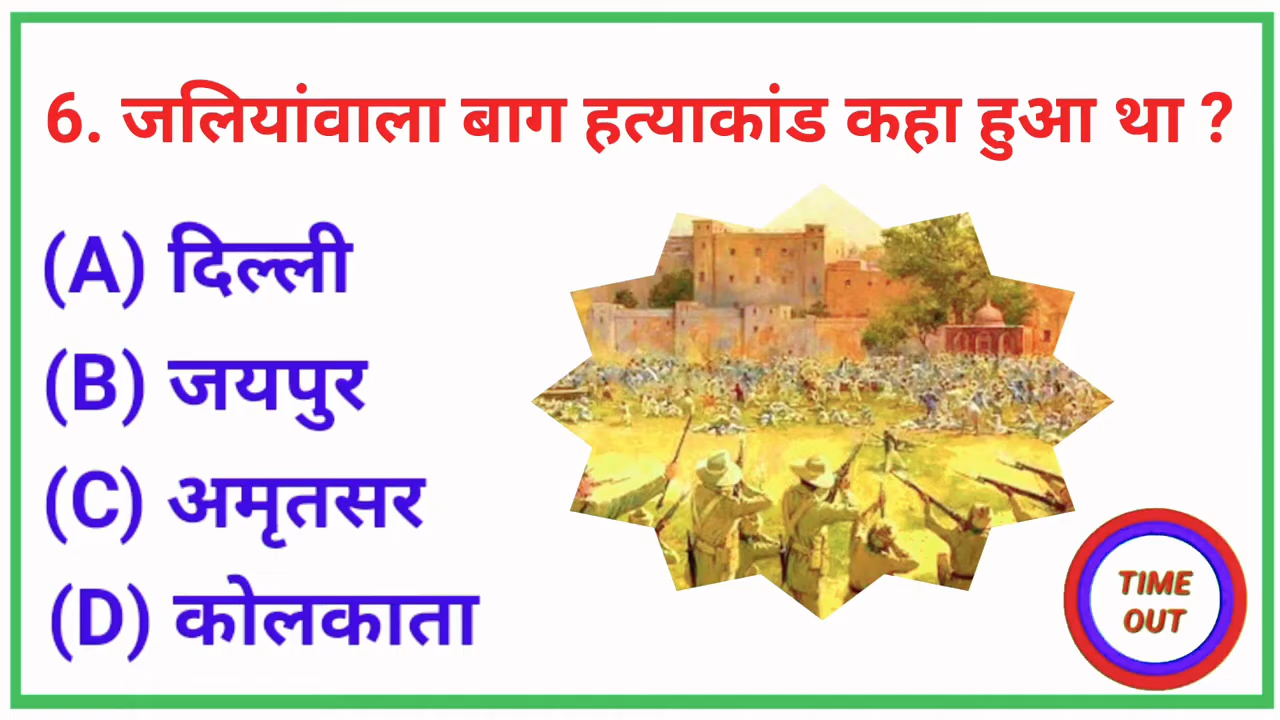 6. जलियांवाला बाग हत्याकांड कहा हुआ था ?
(A) दिल्ली
(B) जयपुर
(C) अमृतसर
(D) कोलकाता
TIME
OUT